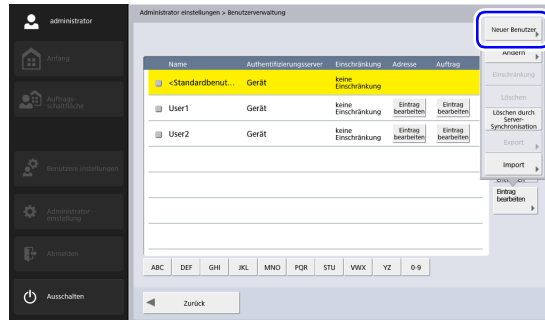 administrator
Administrator einstellungen > Benutzerverwaltung
Neuer Benutzer
Anfang
Auftrags-
schaltfläche
Benutzere instellungen
Administrator -
einstellung
Abmelden
Ausschalten
Name Authentifizierungsserver Einschränkung Adresse Auftrag
<Standardbenut... Gerät keine
Einschränkung
User1 Gerät keine
Einschränkung Eintrag
bearbeiten Eintrag
bearbeiten
User2 Gerät keine
Einschränkung Eintrag
bearbeiten Eintrag
bearbeiten
Ändern
Einschränkung
Löschen
Löschen durch
Server-
Synchronisation
Export
Import
Eintrag
bearbeiten
ABC DEF GHI JKL MNO PQR STU VWX YZ 0-9
Zurück